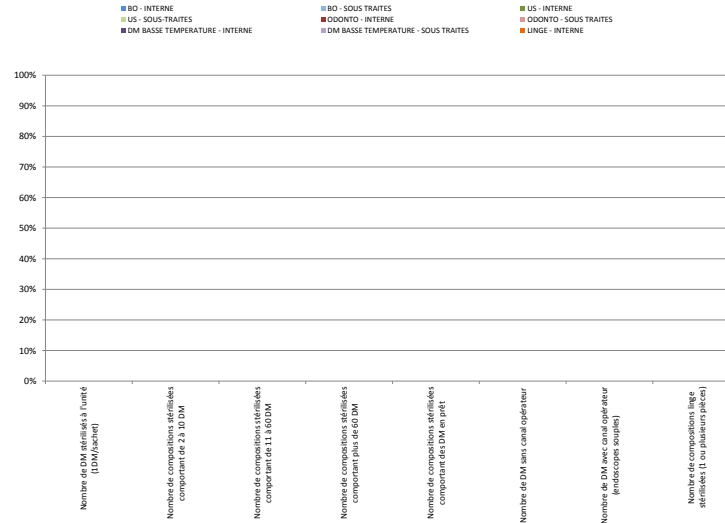 BO - INTERNE
BO - SOUS TRAITES
US - INTERNE
US - SOUS-TRAITES
ODONTO - INTERNE
ODONTO - SOUS TRAITES
DM BASSE TEMPERATURE - INTERNE
DM BASSE TEMPERATURE - SOUS TRAITES
LINGE - INTERNE
100%
90%
80%
70%
60%
50%
40%
30%
20%
10%
0%
Nombre de DM stérilisés à l'unité
(1DM/sachet)
Nombre de compositions stérilisées
comportant de 2 à 10 DM
Nombre de compositions stérilisées
comportant de 11 à 60 DM
Nombre de compositions stérilisées
comportant plus de 60 DM
Nombre de compositions stérilisées
comportant des DM en prêt
Nombre de DM sans canal opérateur
Nombre de DM avec canal opérateur
(endoscopes souples)
Nombre de compositions linge
stérilisées (1 ou plusieurs pièces)